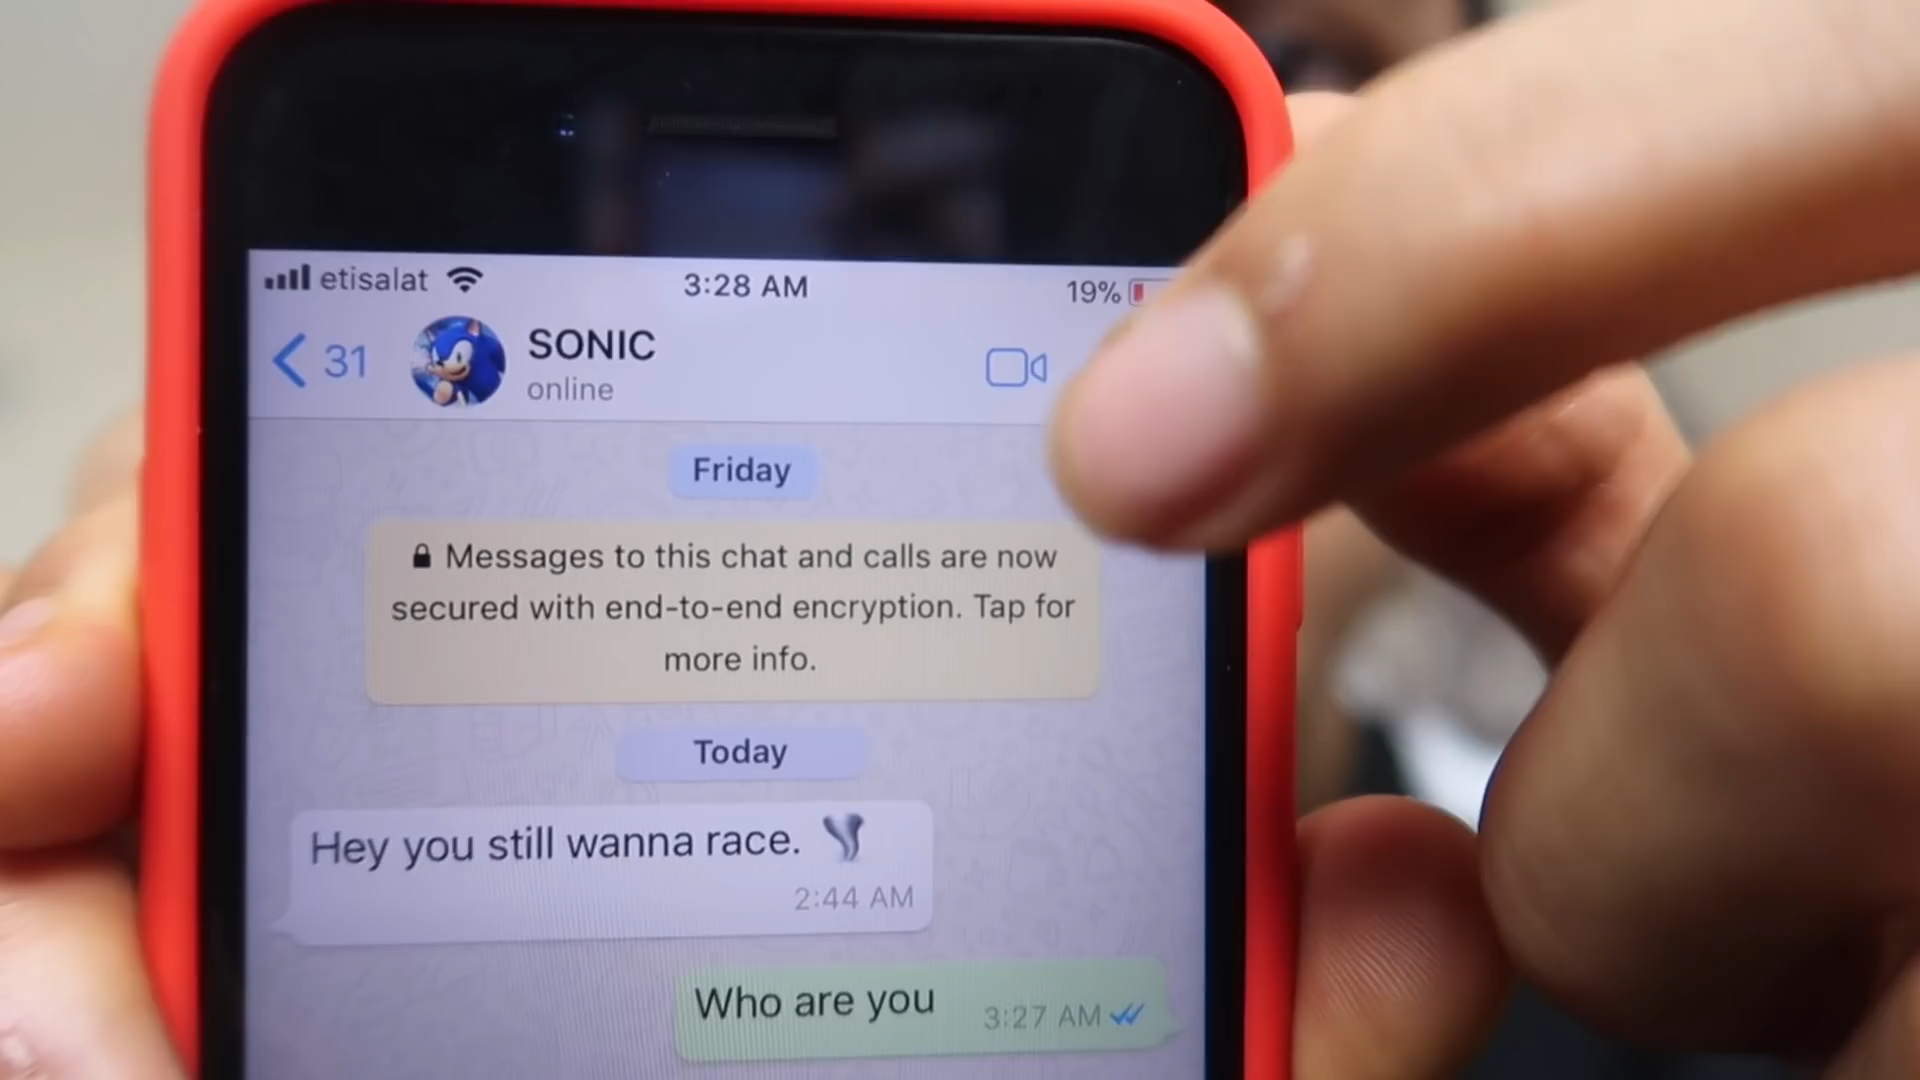 etisalat 3:28 AM 19%
31 SONIC
online
Friday
Messages to this chat and calls are now
secured with end-to-end encryption. Tap for
more info.
Today
Hey you still wanna race.
2:44 AM
Who are you 3:27 AM